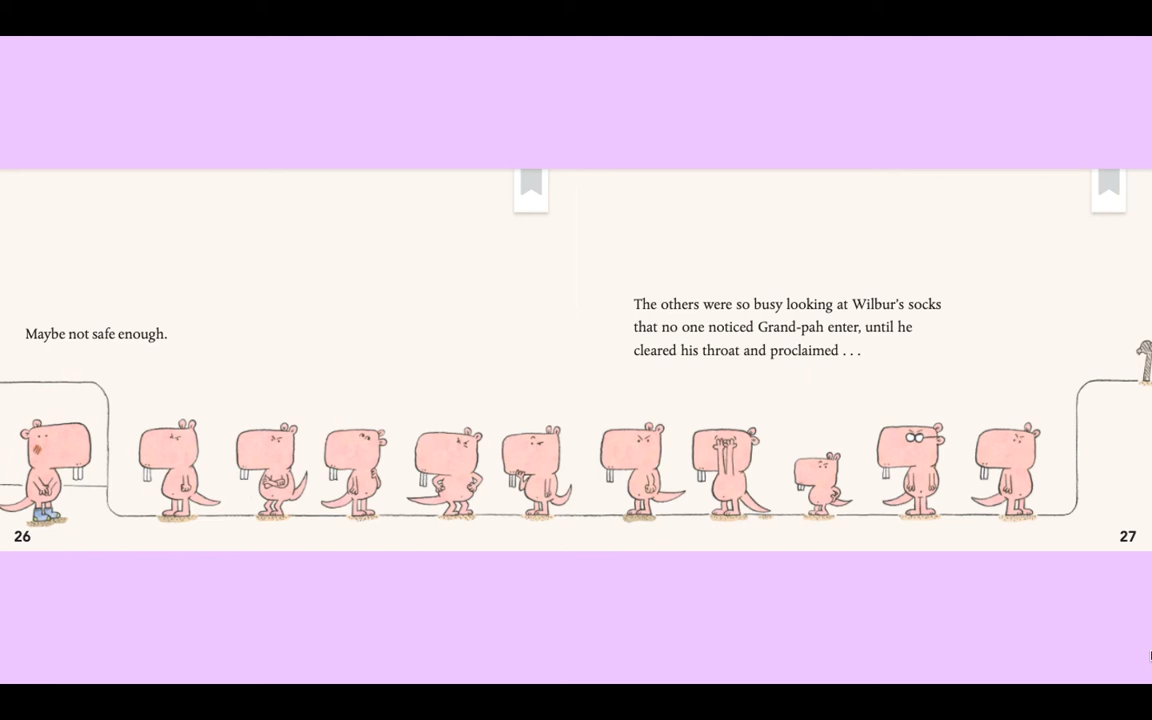 Maybe not safe enough.
The others were so busy looking at Wilbur's socks
that no one noticed Grand-pah enter, until he
cleared his throat and proclaimed . . .
26
27